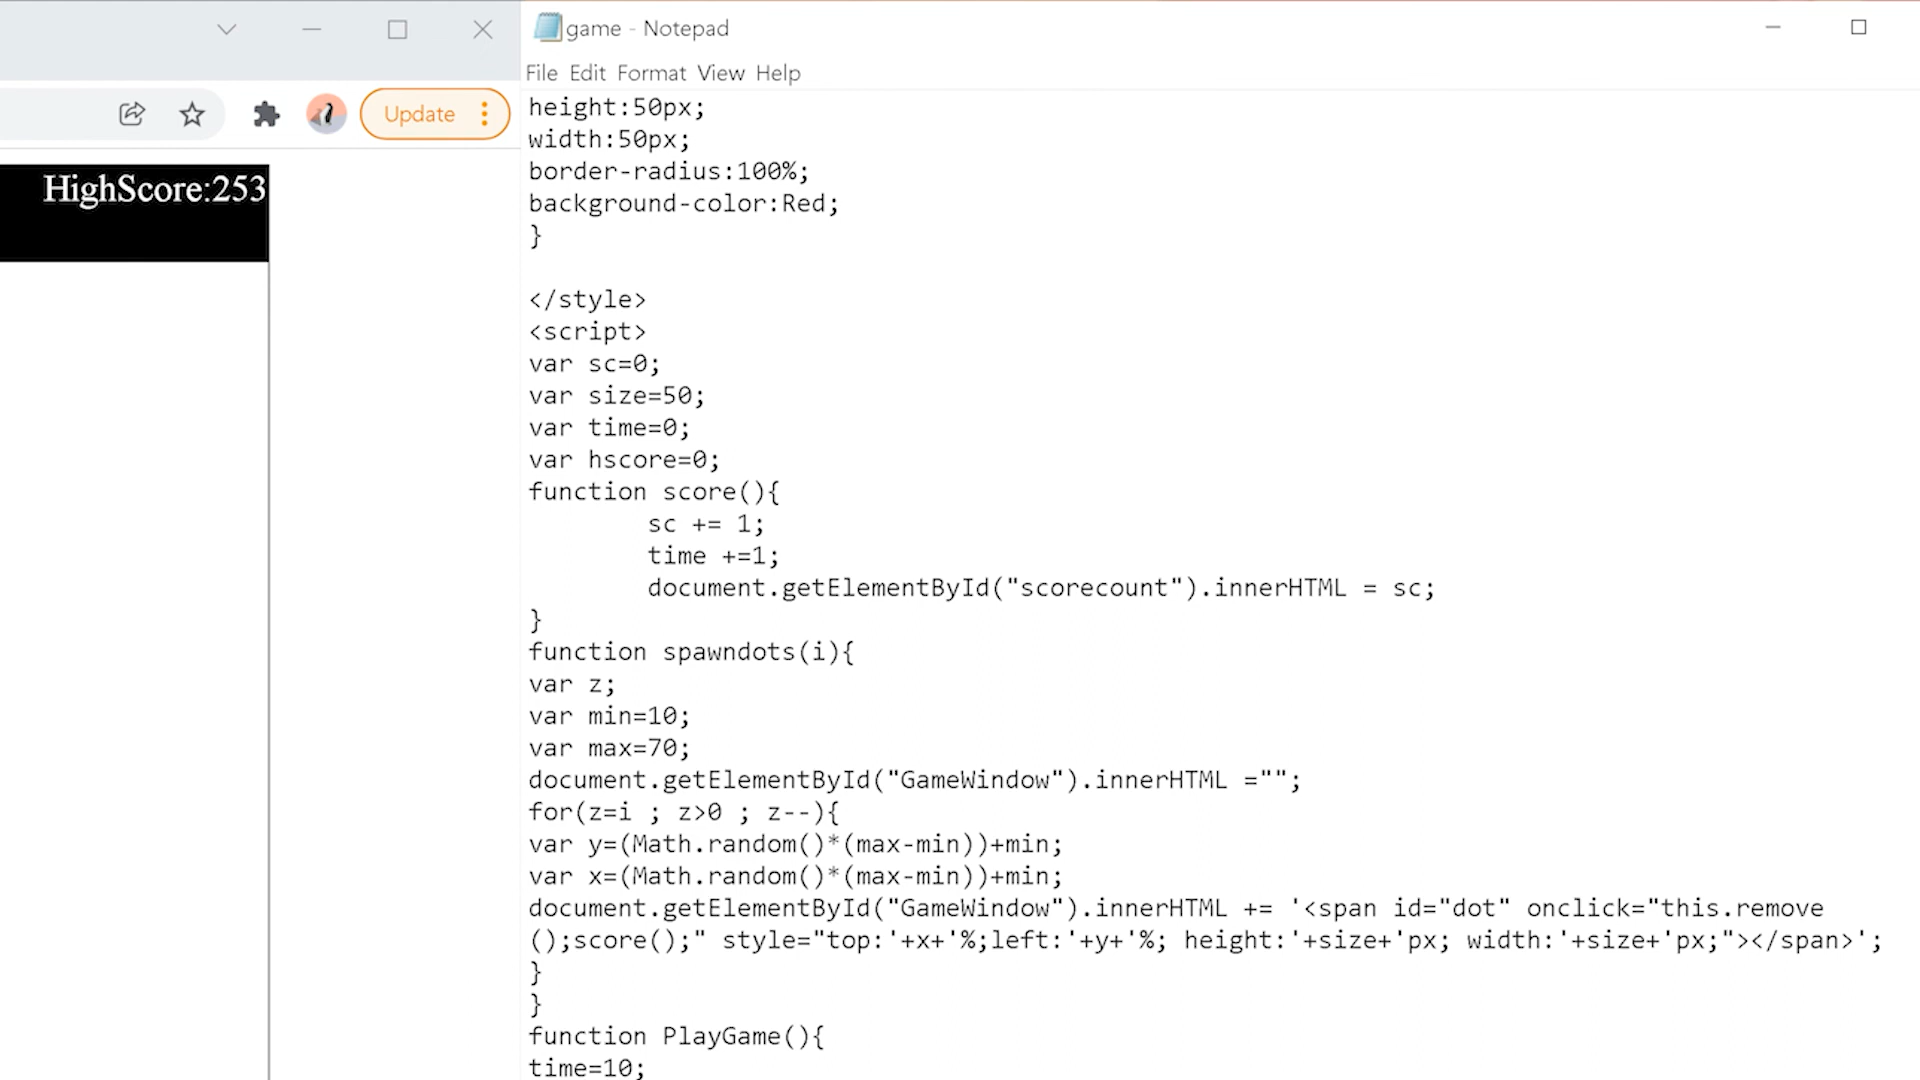 Update
HighScore:253
game - Notepad
File Edit Format View Help
height:50px;
width:50px;
border-radius:100%;
background-color:Red;
}
</style>
<script>
var sc=0;
var size=50;
var time=0;
var hscore=0;
function score(){
sc += 1;
time +=1;
document.getElementById("scorecount").innerHTML = sc;
}
function spawndots(i){
var z;
var min=10;
var max=70;
document.getElementById("GameWindow").innerHTML ="";
for(z=i ; z>0 ; z--){
var y=(Math.random()*(max-min))+min;
var x=(Math.random()*(max-min))+min;
document.getElementById("GameWindow").innerHTML += '<span id="dot" onclick="this.remove
();score();" style="top:'+x+'%;left:'+y+'%; height:'+size+'px; width:'+size+'px;"></span>';
}
}
function PlayGame(){
time=10;